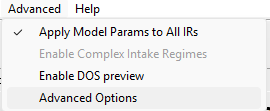 Advanced Help
Apply Model Params to All IRs
Enable Complex Intake Regimes
Enable DOS preview
Advanced Options